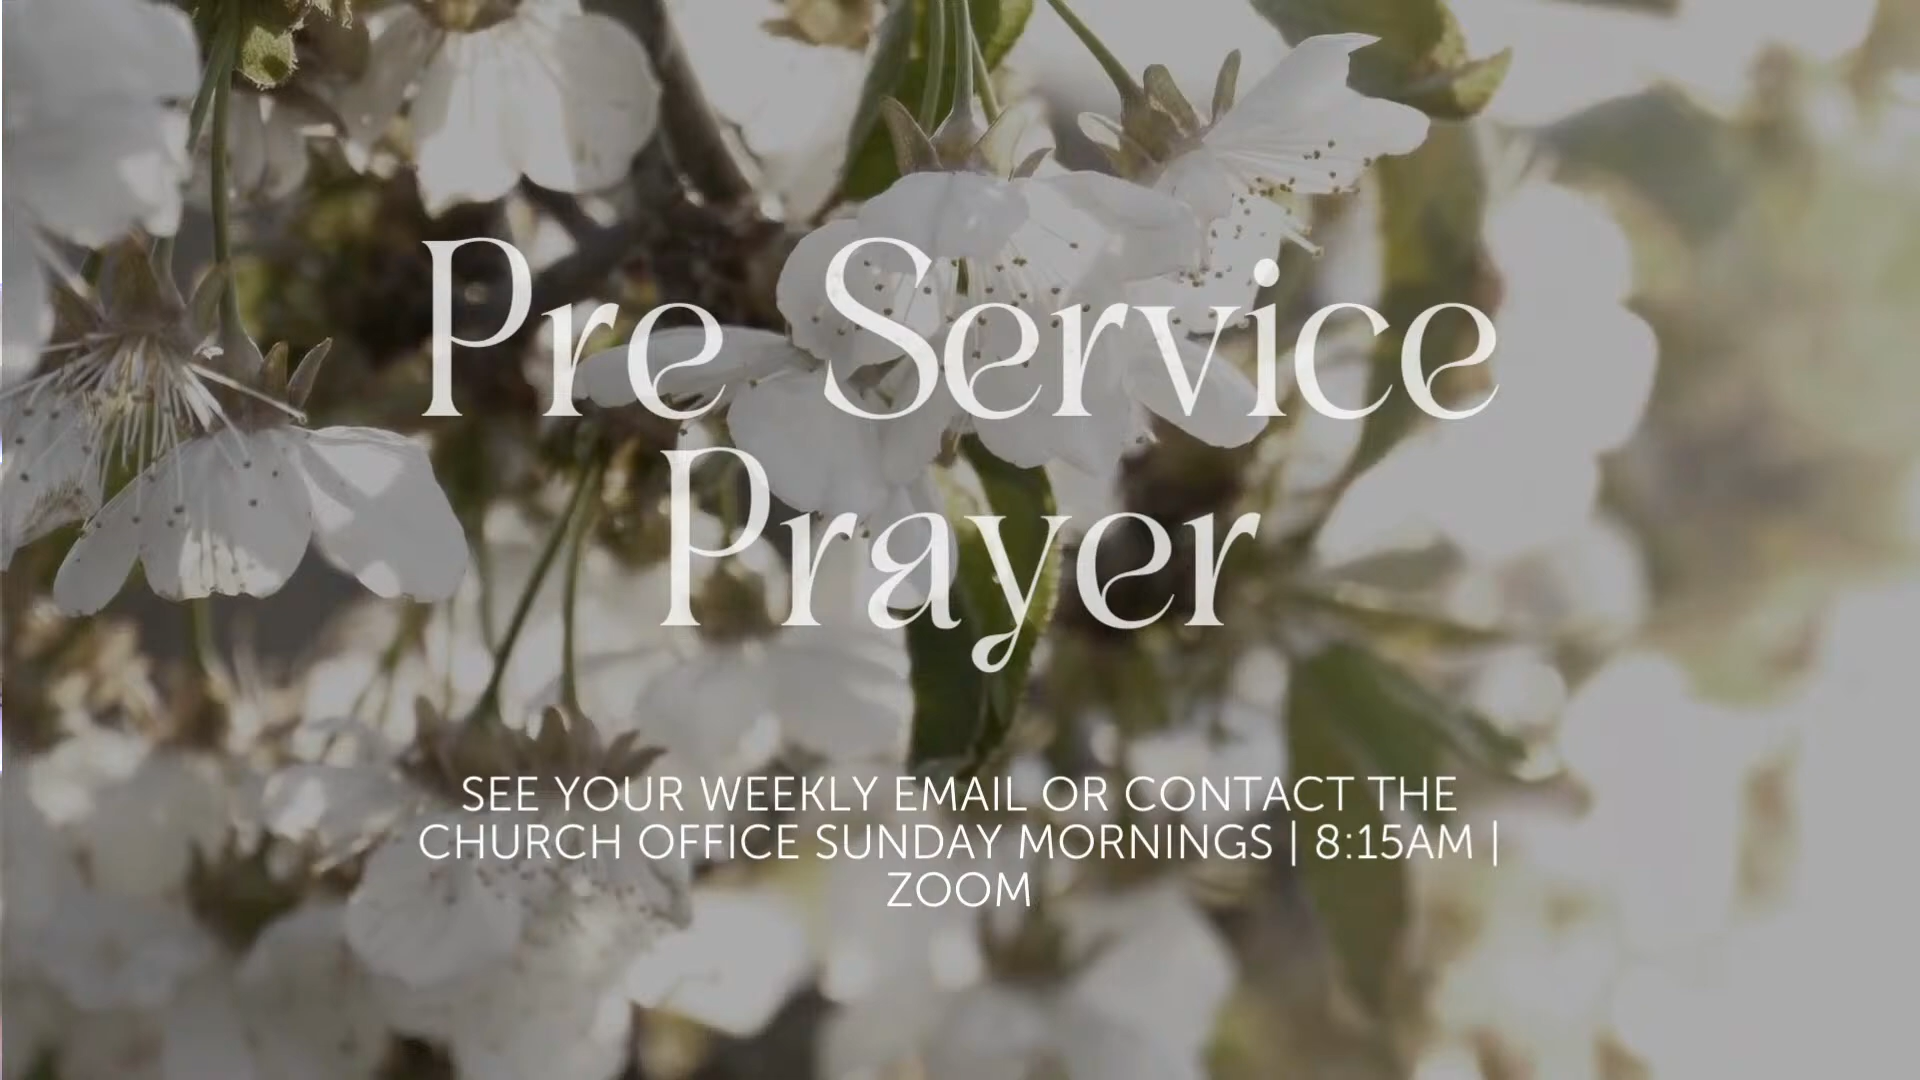 Pre Service
Prayer
SEE YOUR WEEKLY EMAIL OR CONTACT THE
CHURCH OFFICE SUNDAY MORNINGS | 8:15AM |
ZOOM